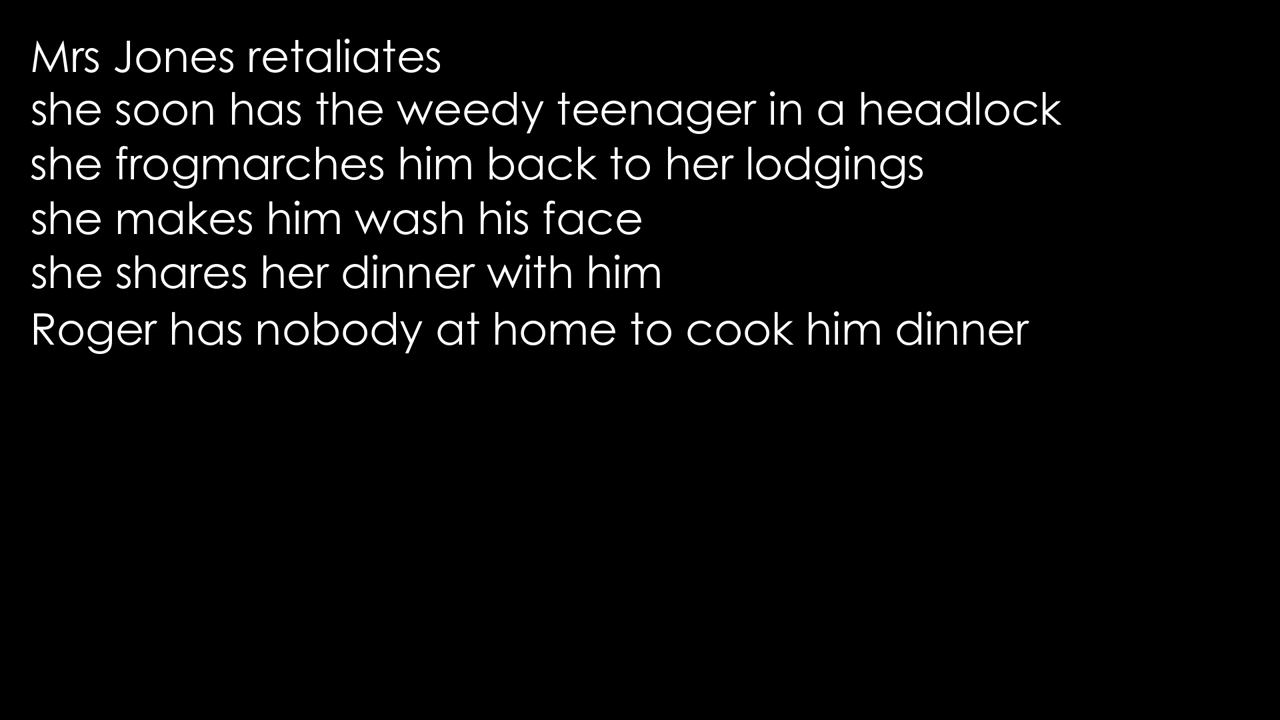 Mrs Jones retaliates
she soon has the weedy teenager in a headlock
she frogmarches him back to her lodgings
she makes him wash his face
she shares her dinner with him
Roger has nobody at home to cook him dinner